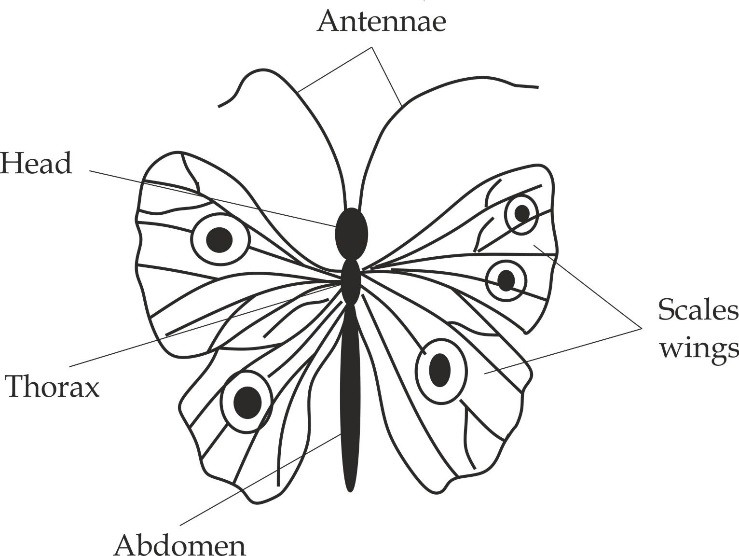 Antennae
Head
Scales
wings
Thorax
Abdomen